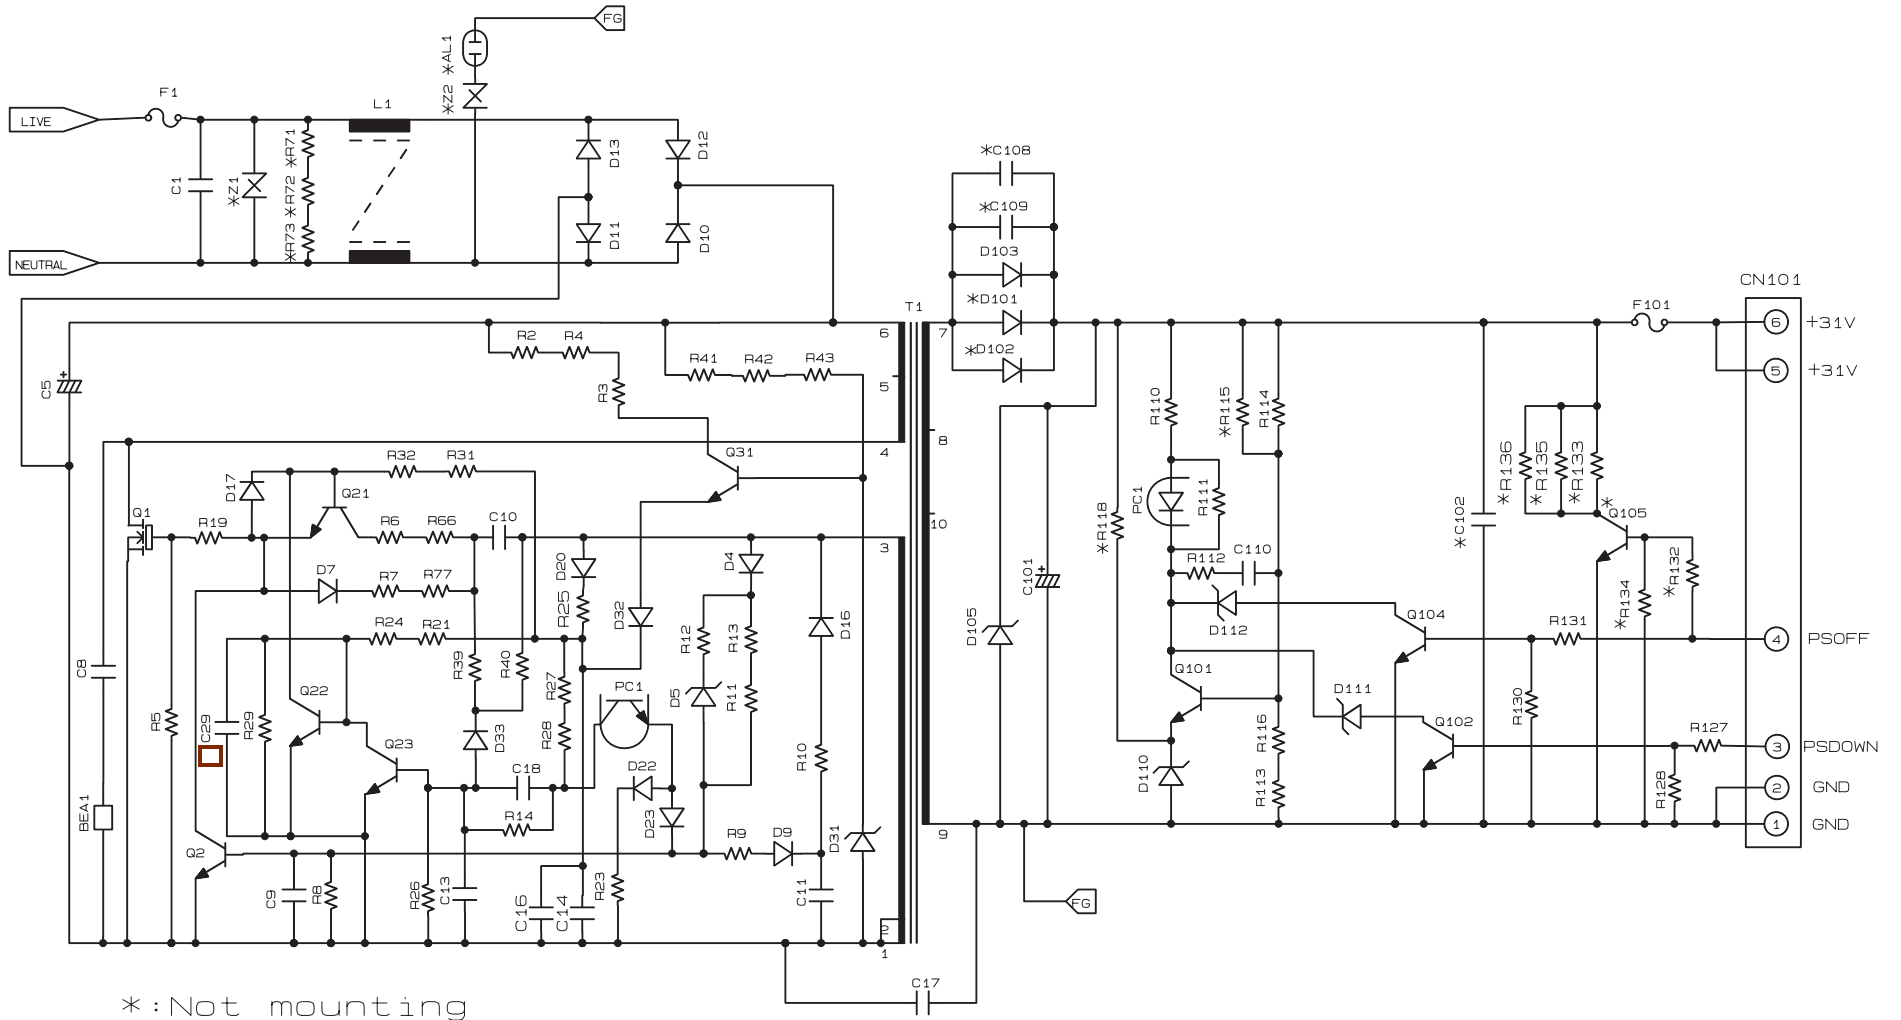 FG
*AL1
*Z2
F1
L1
LIVE
NEUTRAL
C1
*Z1
*R71
*R72
*R73
D13
D12
D11
D10
*C108
*C109
D103
*D101
*D102
T1
6
5
4
3
2
1
7
8
10
9
C5
R2
R4
R3
R41
R42
R43
Q31
R32
R31
D17
Q21
Q1
R19
R6
R66
C10
D7
R7
R77
D20
R25
D4
D32
R12
R13
D16
R24
R21
R39
R40
R27
C8
R5
C29
R29
Q22
Q23
D33
R28
PC1
D5
R11
R10
C18
D22
R14
D23
BEA1
Q2
R9
D9
D31
C9
R8
R26
C13
C16
C14
R23
C11
C17
D105
C101
*R118
R110
*R115
R114
PC1
R111
R112
C110
D112
Q101
D110
R116
R113
D111
Q104
Q102
R131
R130
*C102
*R136
*R135
*R133
*
Q105
*R134
*R132
R127
R128
F101
CN101
6 +31V
5 +31V
4 PSOFF
3 PSDOWN
2 GND
1 GND
FG
*:Not mounting